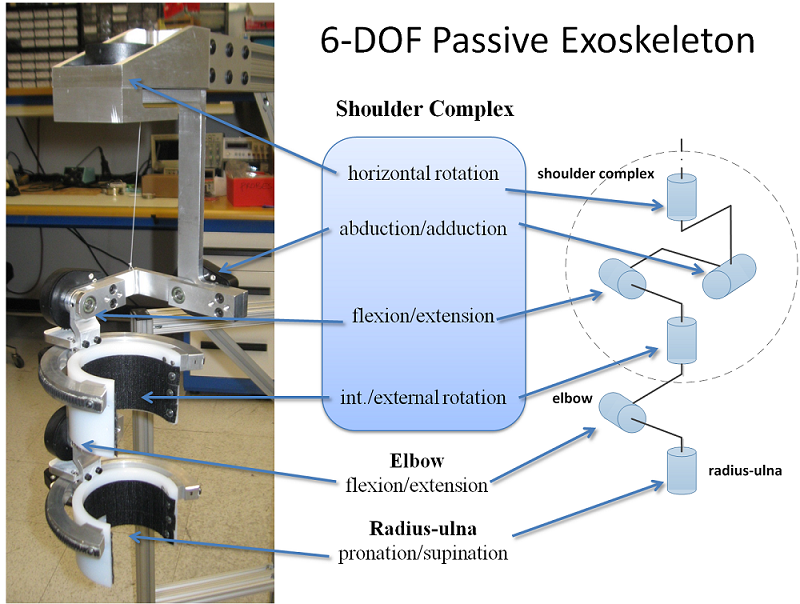 6-DOF Passive Exoskeleton
Shoulder Complex
horizontal rotation
shoulder complex
abduction/adduction
flexion/extension
int./external rotation
elbow
Elbow
flexion/extension
radius-ulna
Radius-ulna
pronation/supination